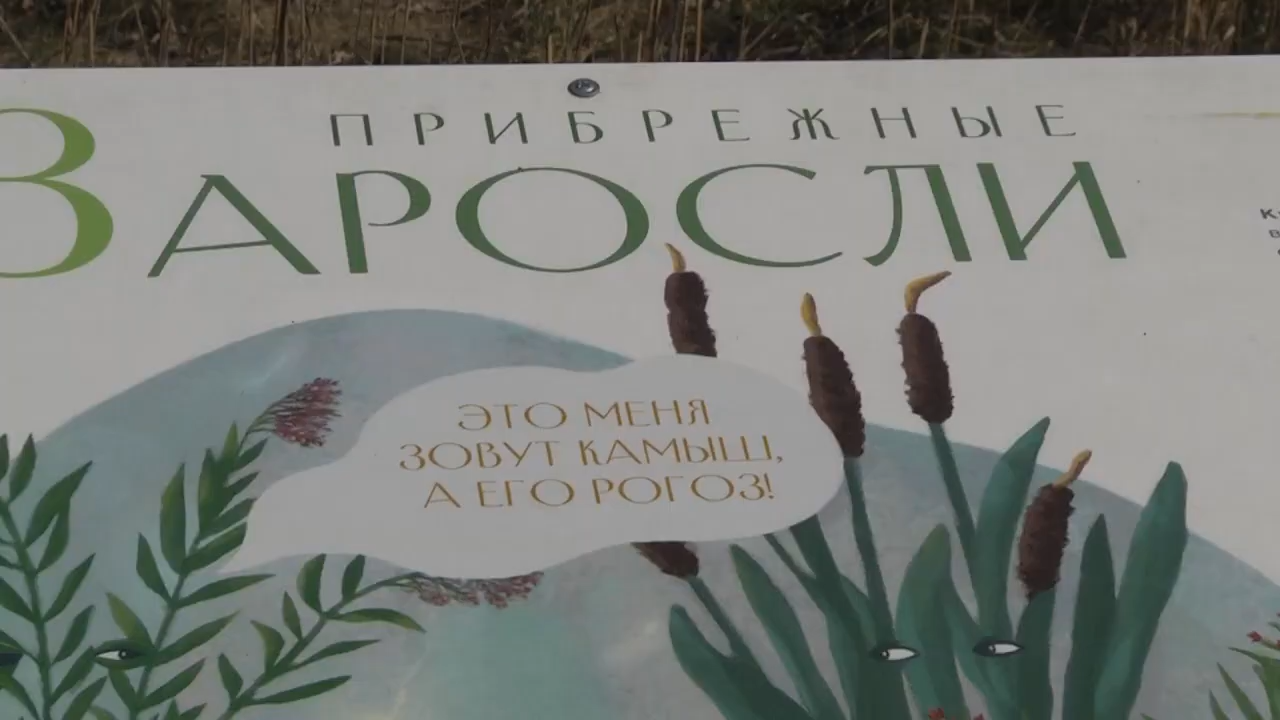 ПРИБРЕЖНЫЕ
ЗАРОСЛИ
ЭТО МЕНЯ
ЗОВУТ КАМЫШ,
А ЕГО РОГОЗ!